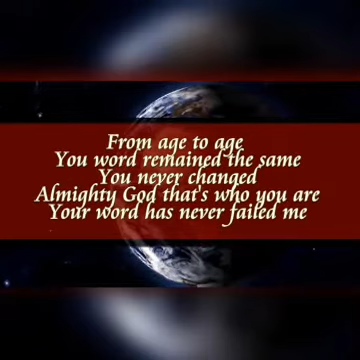 From age to age
You word remained the same
You never changed
Almighty God that's who you are
Your word has never failed me